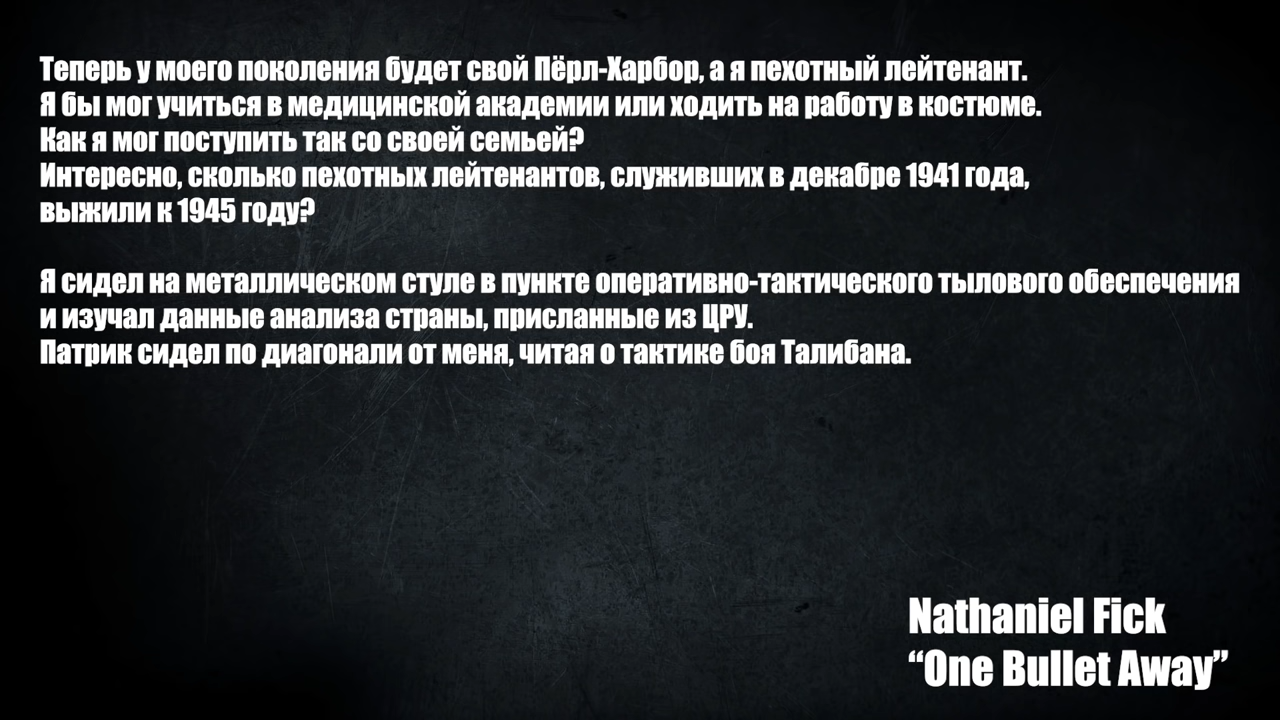 Теперь у моего поколения будет свой Пёрл-Харбор, а я пехотный лейтенант.
Я бы мог учиться в медицинской академии или ходить на работу в костюме.
Как я мог поступить так со своей семьей?
Интересно, сколько пехотных лейтенантов, служивших в декабре 1941 года,
выжили к 1945 году?
Я сидел на металлическом стуле в пункте оперативно-тактического тылового обеспечения
и изучал данные анализа страны, присланные из ЦРУ.
Патрик сидел по диагонали от меня, читая о тактике боя Талибана.
Nathaniel Fick
“One Bullet Away”